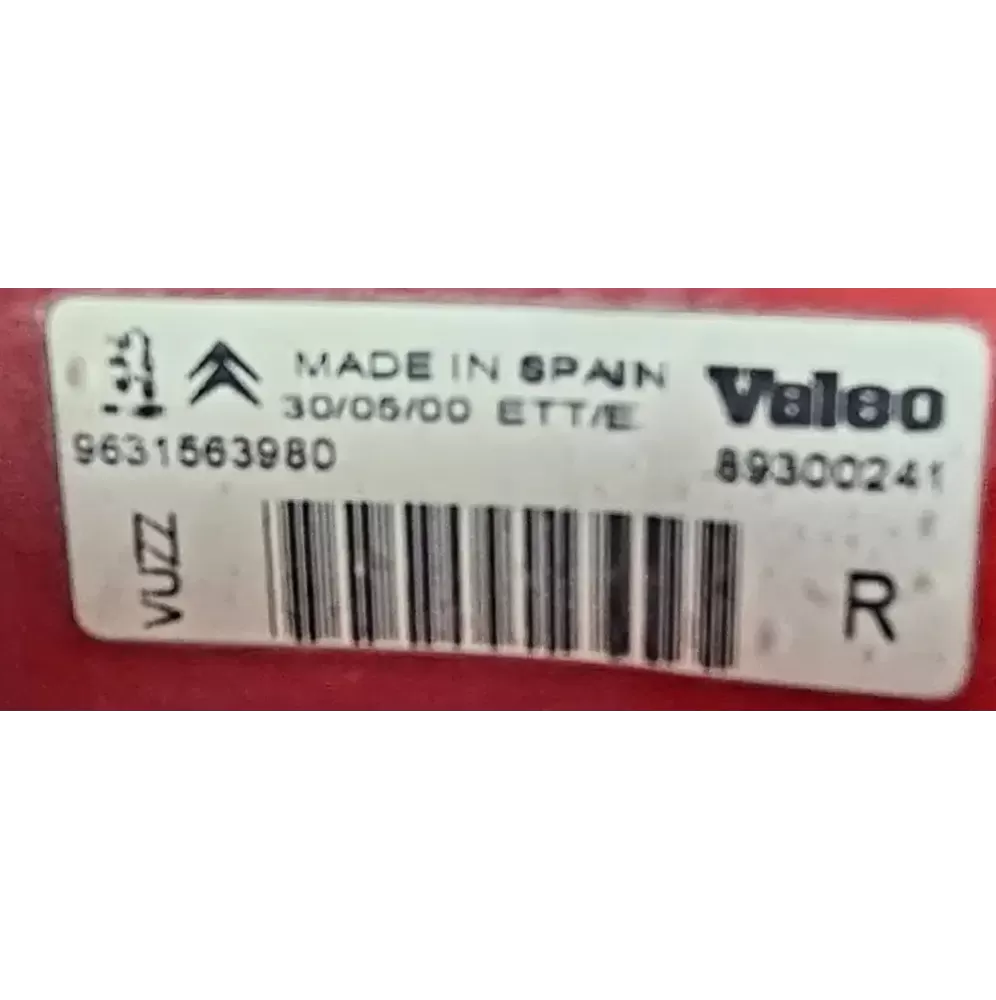 MADE IN SPAIN
30/05/00 ETT/E
Valeo
9631563980
89300241
VUZZ
R